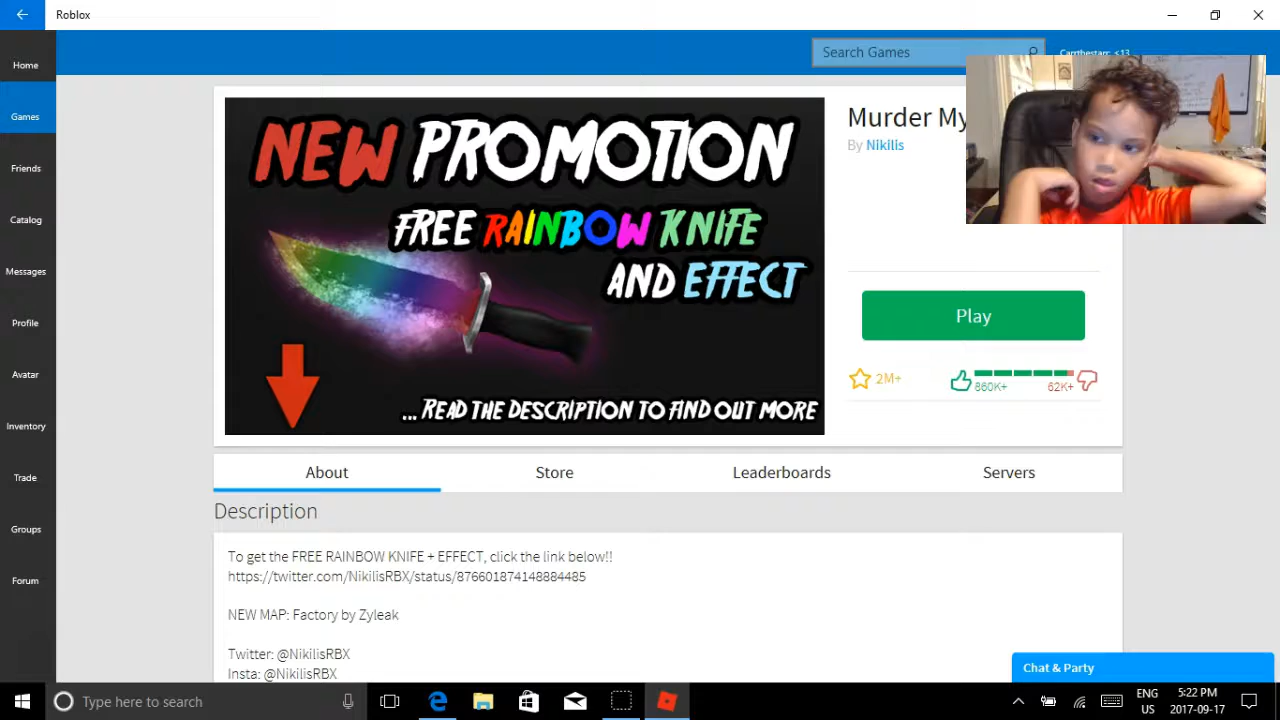 Roblox
Search Games
Carrthestarc: <13
Home
Games
Friends
Catalog
Messages
Profile
Avatar
Inventory
Trade
Groups
Forum
NEW PROMOTION
FREE RAINBOW KNIFE
AND EFFECT
...READ THE DESCRIPTION TO FIND OUT MORE
Murder My
By Nikilis
Play
2M+
860K+
62K+
About
Store
Leaderboards
Servers
Description
To get the FREE RAINBOW KNIFE + EFFECT, click the link below!!
https://twitter.com/NikilisRBX/status/876601874148884485
NEW MAP: Factory by Zyleak
Twitter: @NikilisRBX
Insta: @NikilisRBX
Chat & Party
Type here to search
ENG
US
5:22 PM
2017-09-17